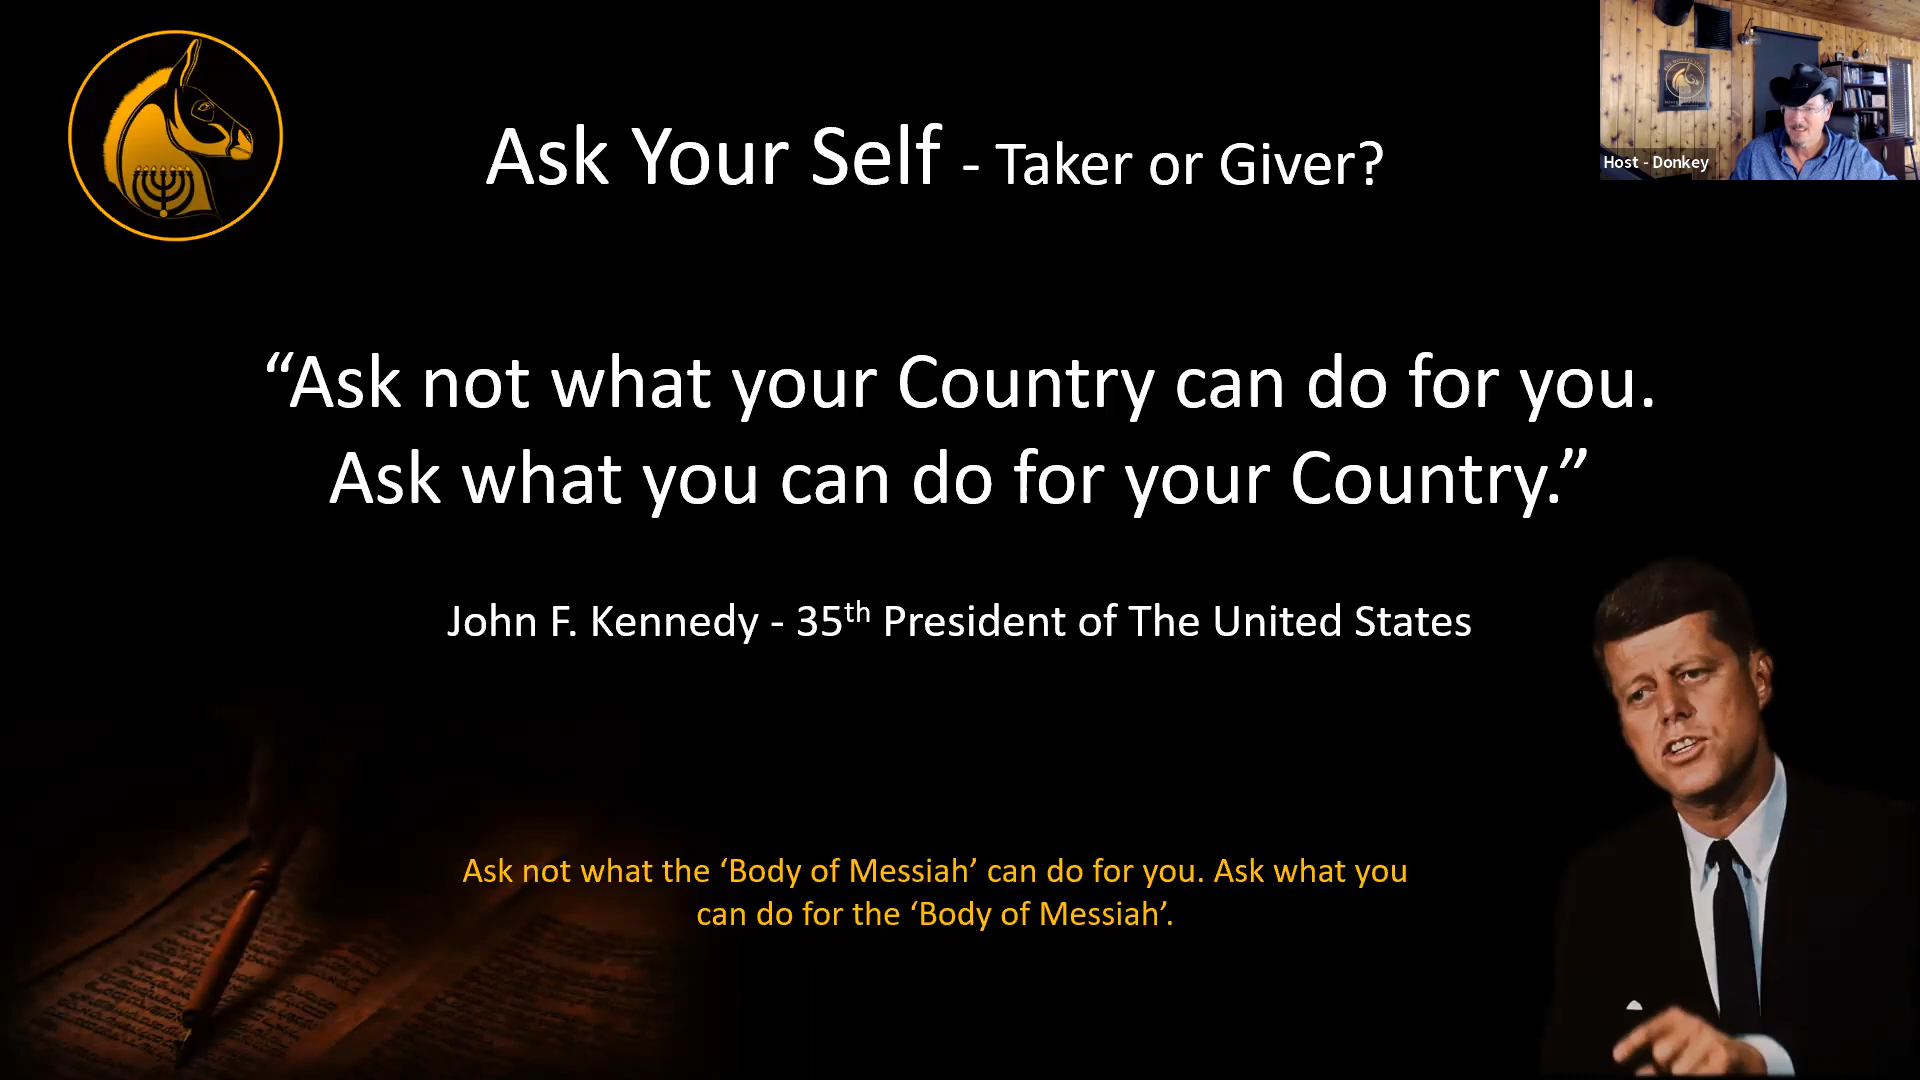 Ask Your Self - Taker or Giver?
Host - Donkey
“Ask not what your Country can do for you.
Ask what you can do for your Country.”
John F. Kennedy - 35th President of The United States
Ask not what the ‘Body of Messiah’ can do for you. Ask what you
can do for the ‘Body of Messiah’.